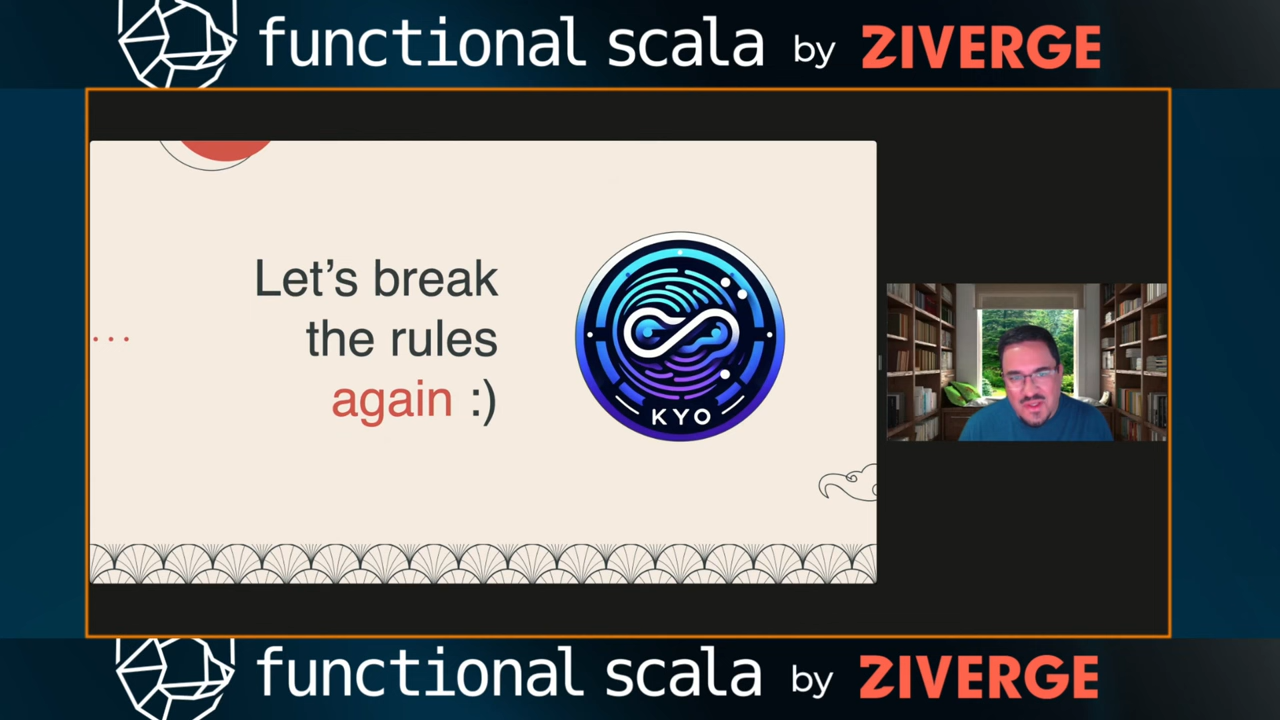 functional scala by ZIVERGE
Let's break
the rules
again :)
KYO
functional scala by ZIVERGE